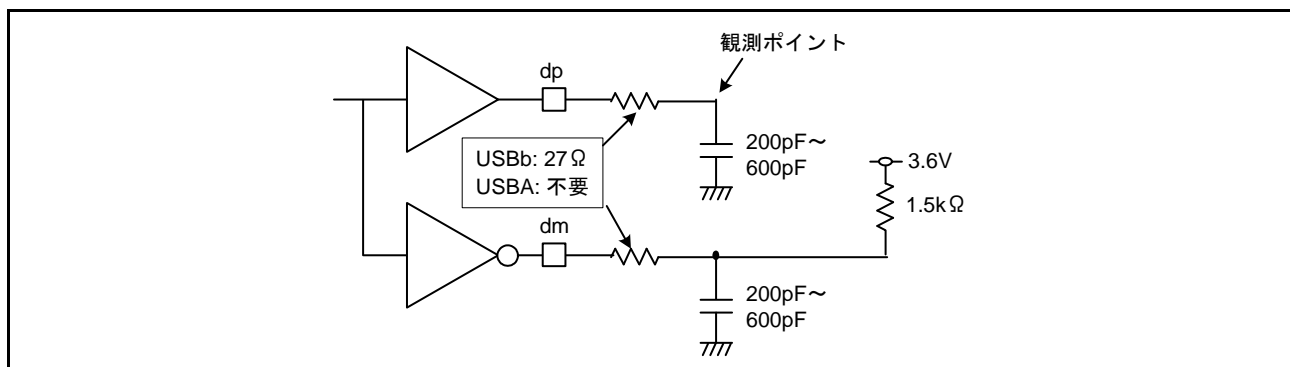 観測ポイント
dp
200pF～
600pF
USBb: 27Ω
USBA: 不要
3.6V
1.5kΩ
dm
200pF～
600pF